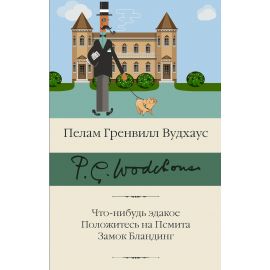 Пелам Гренвилл Вудхаус
P. G. Wodehouse
Что-нибудь эдакое
Положитесь на Псмита
Замок Бландинг